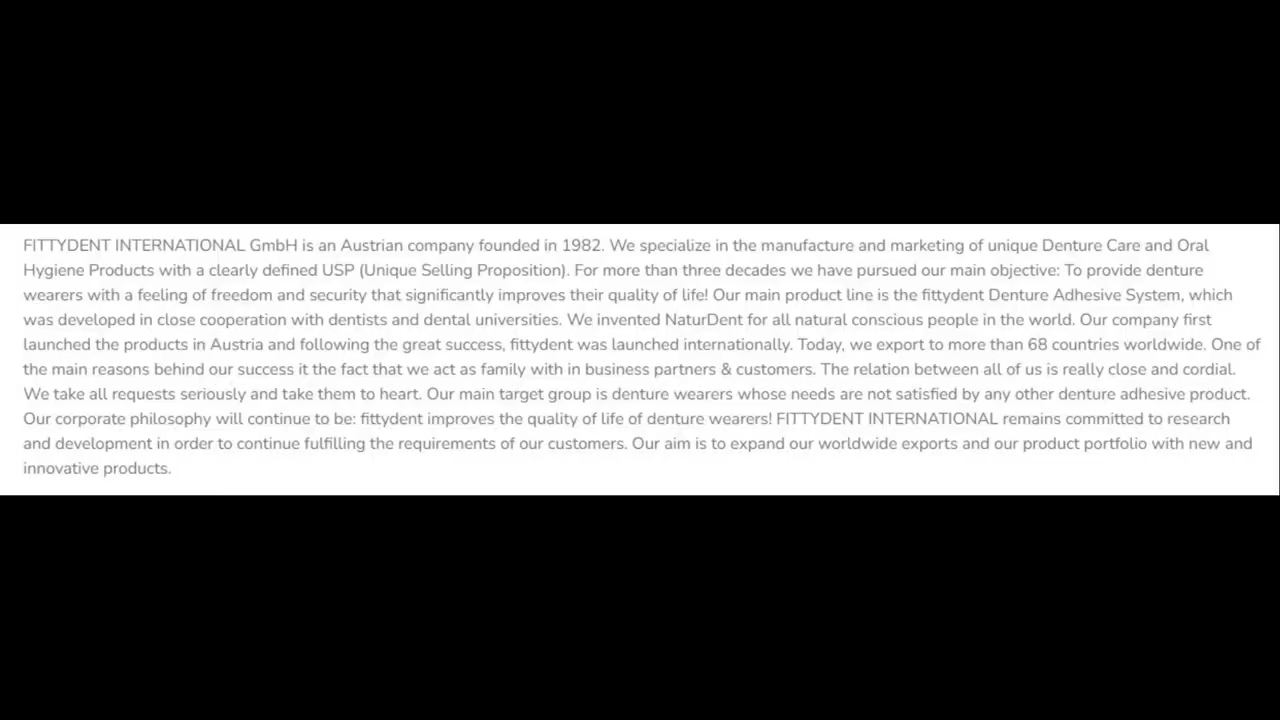 FITTYDENT INTERNATIONAL GmbH is an Austrian company founded in 1982. We specialize in the manufacture and marketing of unique Denture Care and Oral
Hygiene Products with a clearly defined USP (Unique Selling Proposition). For more than three decades we have pursued our main objective: To provide denture
wearers with a feeling of freedom and security that significantly improves their quality of life! Our main product line is the fittydent Denture Adhesive System, which
was developed in close cooperation with dentists and dental universities. We invented NaturDent for all natural conscious people in the world. Our company first
launched the products in Austria and following the great success, fittydent was launched internationally. Today, we export to more than 68 countries worldwide. One of
the main reasons behind our success it the fact that we act as family with in business partners & customers. The relation between all of us is really close and cordial.
We take all requests seriously and take them to heart. Our main target group is denture wearers whose needs are not satisfied by any other denture adhesive product.
Our corporate philosophy will continue to be: fittydent improves the quality of life of denture wearers! FITTYDENT INTERNATIONAL remains committed to research
and development in order to continue fulfilling the requirements of our customers. Our aim is to expand our worldwide exports and our product portfolio with new and
innovative products.